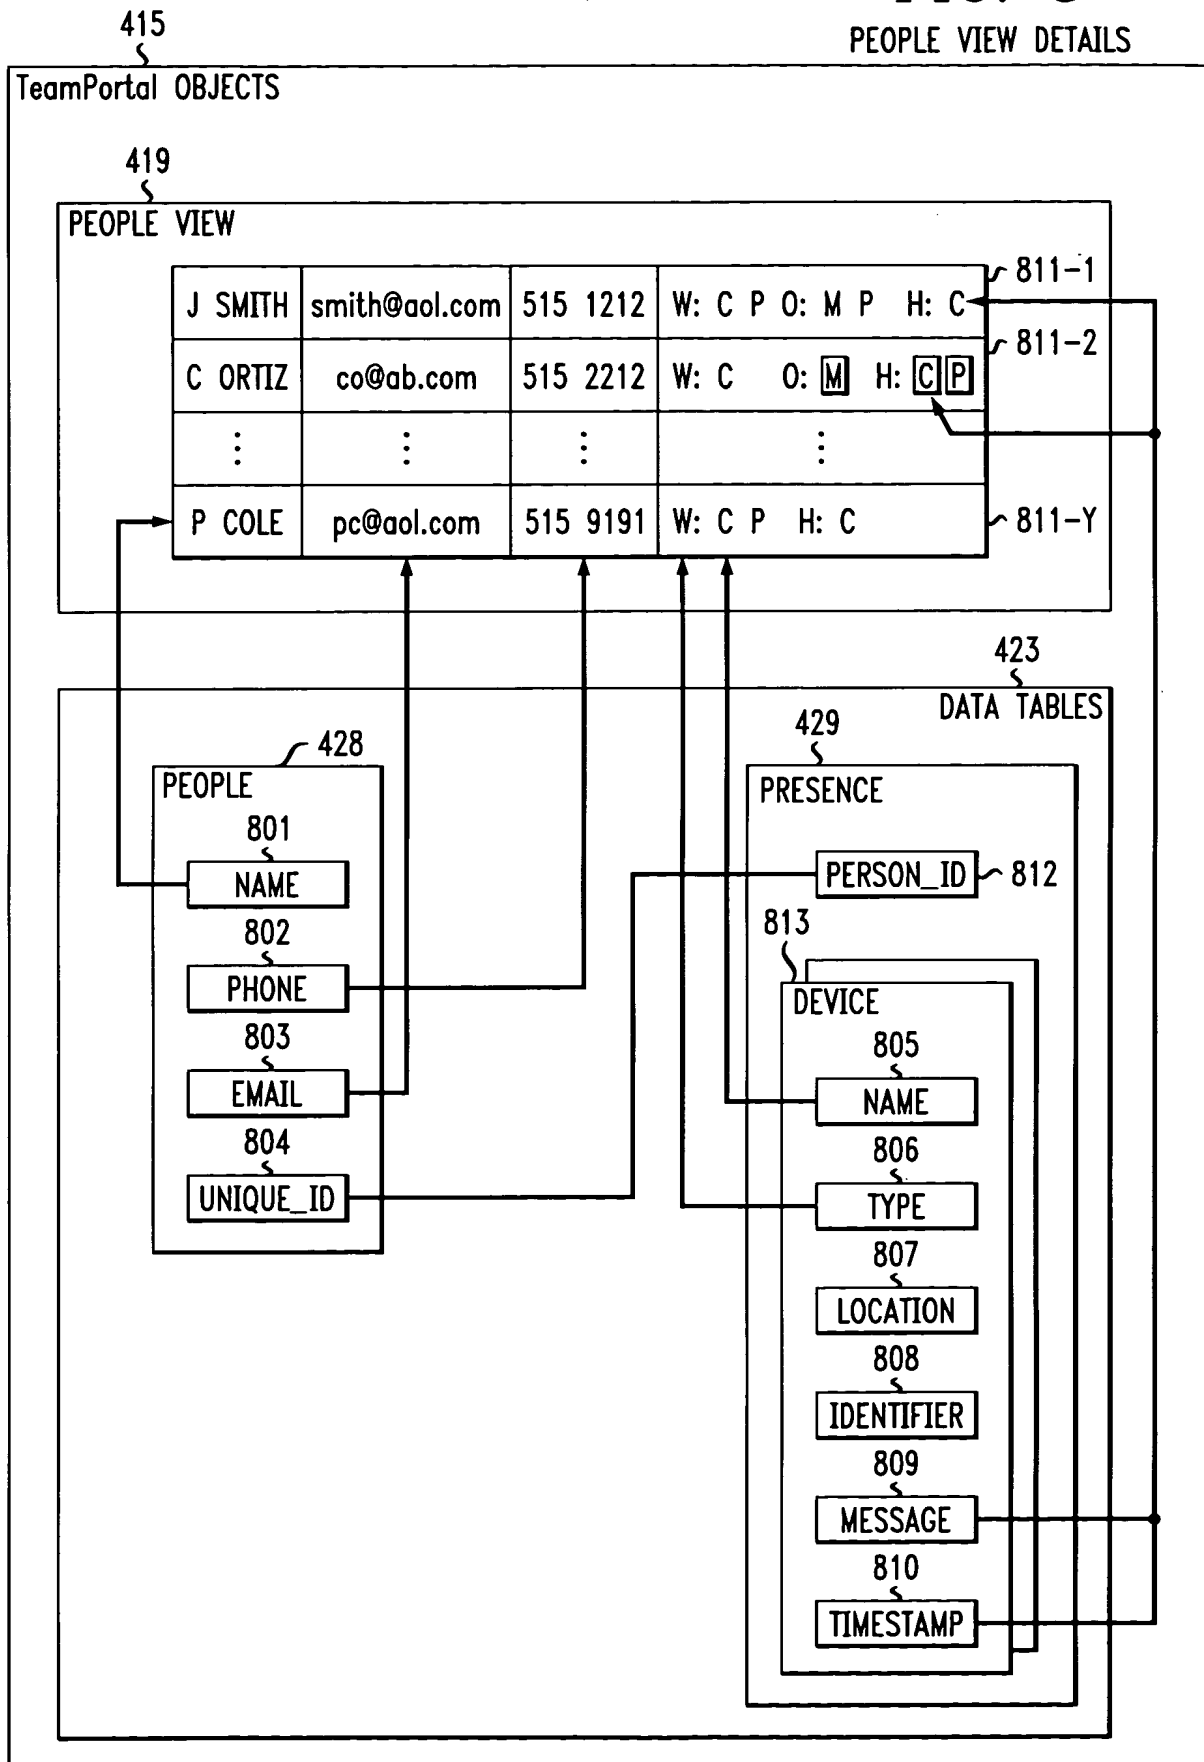 415
PEOPLE VIEW DETAILS
TeamPortal OBJECTS
419
PEOPLE VIEW
J SMITH smith@aol.com 515 1212 W: C P O: M P H: C 811-1
C ORTIZ co@ab.com 515 2212 W: C O: M H: C P 811-2
P COLE pc@aol.com 515 9191 W: C P H: C 811-Y
423
DATA TABLES
428
PEOPLE
801
NAME
802
PHONE
803
EMAIL
804
UNIQUE_ID
429
PRESENCE
PERSON_ID 812
813
DEVICE
805
NAME
806
TYPE
807
LOCATION
808
IDENTIFIER
809
MESSAGE
810
TIMESTAMP